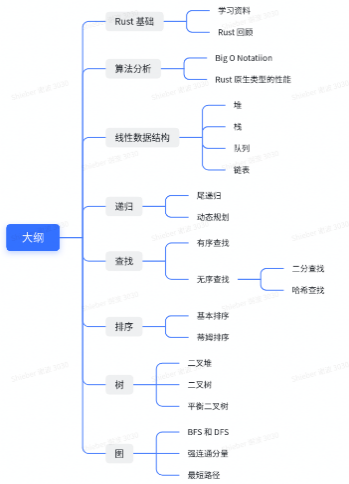 大纲
Rust 基础
学习资料
Rust 回顾
算法分析
Big O Notatiion
Rust 原生类型的性能
线性数据结构
堆
栈
队列
链表
递归
尾递归
动态规划
查找
有序查找
无序查找
二分查找
哈希查找
排序
基本排序
蒂姆排序
树
二叉堆
二叉树
平衡二叉树
图
BFS 和 DFS
强连通分量
最短路径